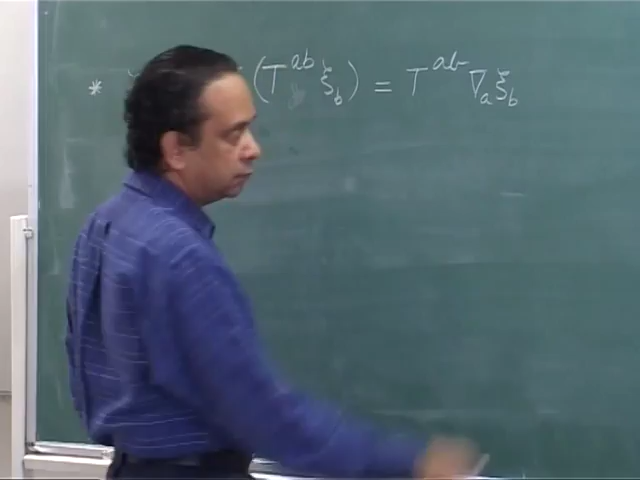 * (T^{ab} ξ_b) = T^{ab} ∇_a ξ_b